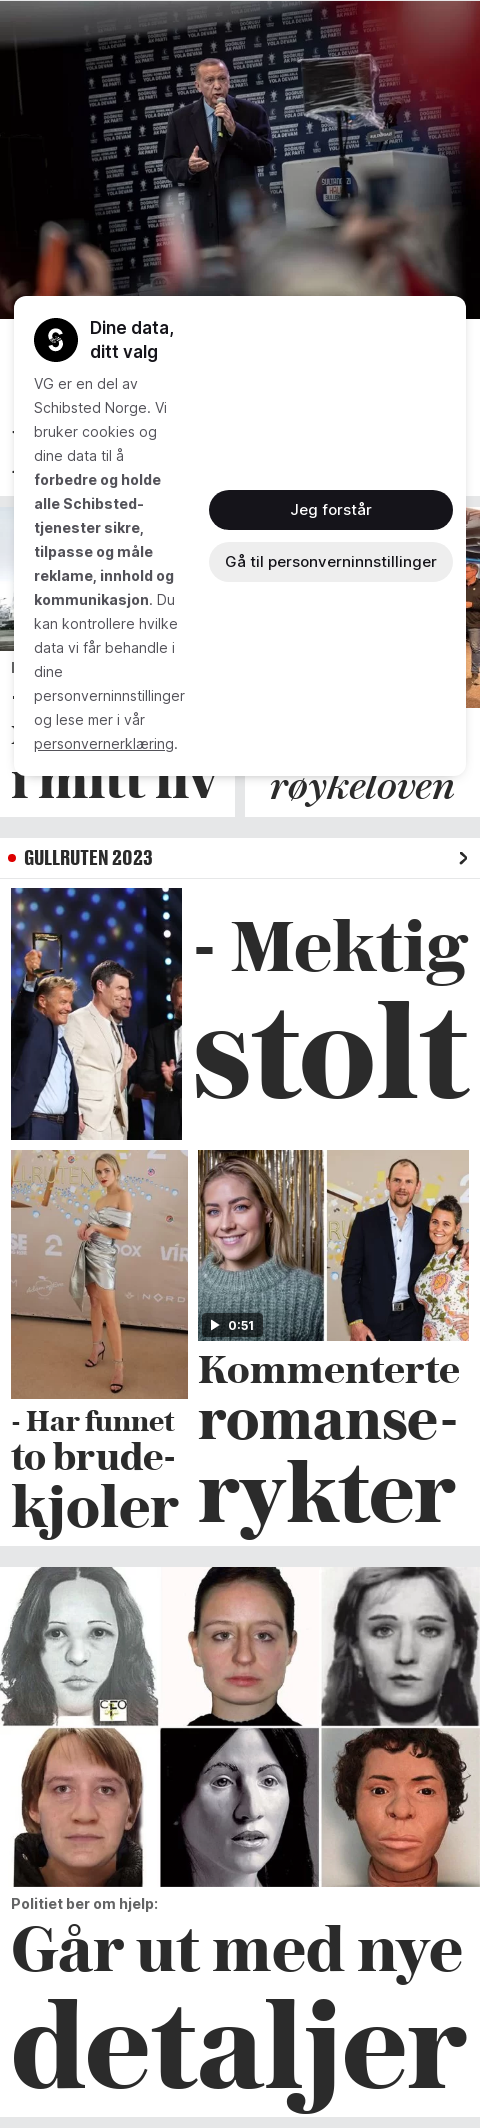 Dine data,
ditt valg
VG er en del av
Schibsted Norge. Vi
bruker cookies og
dine data til å
forbedre og holde
alle Schibsted-
tjenester sikre,
tilpasse og måle
reklame, innhold og
kommunikasjon. Du
kan kontrollere hvilke
data vi får behandle i
dine
personverninnstillinger
og lese mer i vår
personvernerklæring.
Jeg forstår
Gå til personverninnstillinger
i mitt liv
røykeloven
GULLRUTEN 2023
- Mektig
stolt
0:51
- Har funnet
to brude-
kjoler
Kommenterte
romanse-
rykter
Politiet ber om hjelp:
Går ut med nye
detaljer